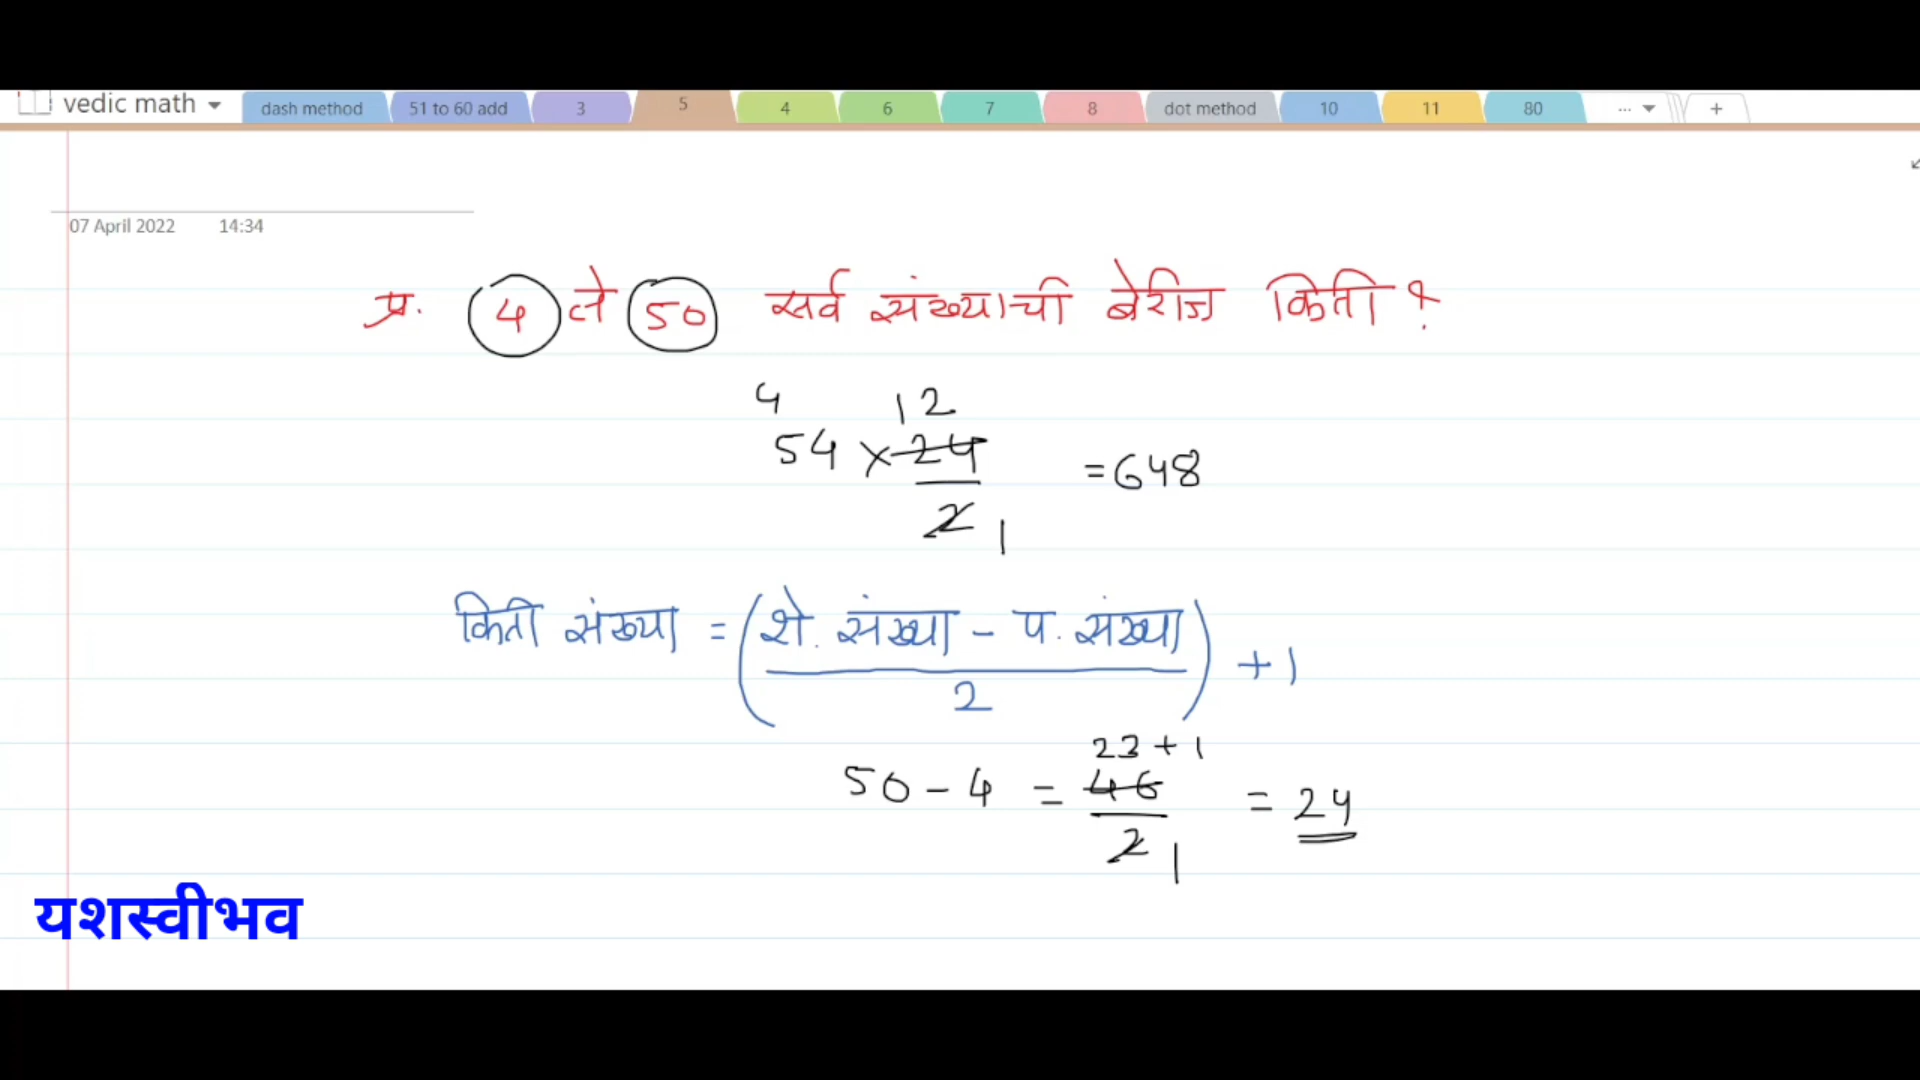 vedic math
dash method 51 to 60 add 3 5 4 6 7 8 dot method 10 11 80 ... +
07 April 2022 14:34
प्र. 4 ते 50 सर्व संख्याची बेरीज किती?
4 12
54 × 24 = 648
2 1
किती संख्या = (शे. संख्या - प. संख्या) + 1
2
23 + 1
50 - 4 = 46 = 24
2 1
यशस्वीभव